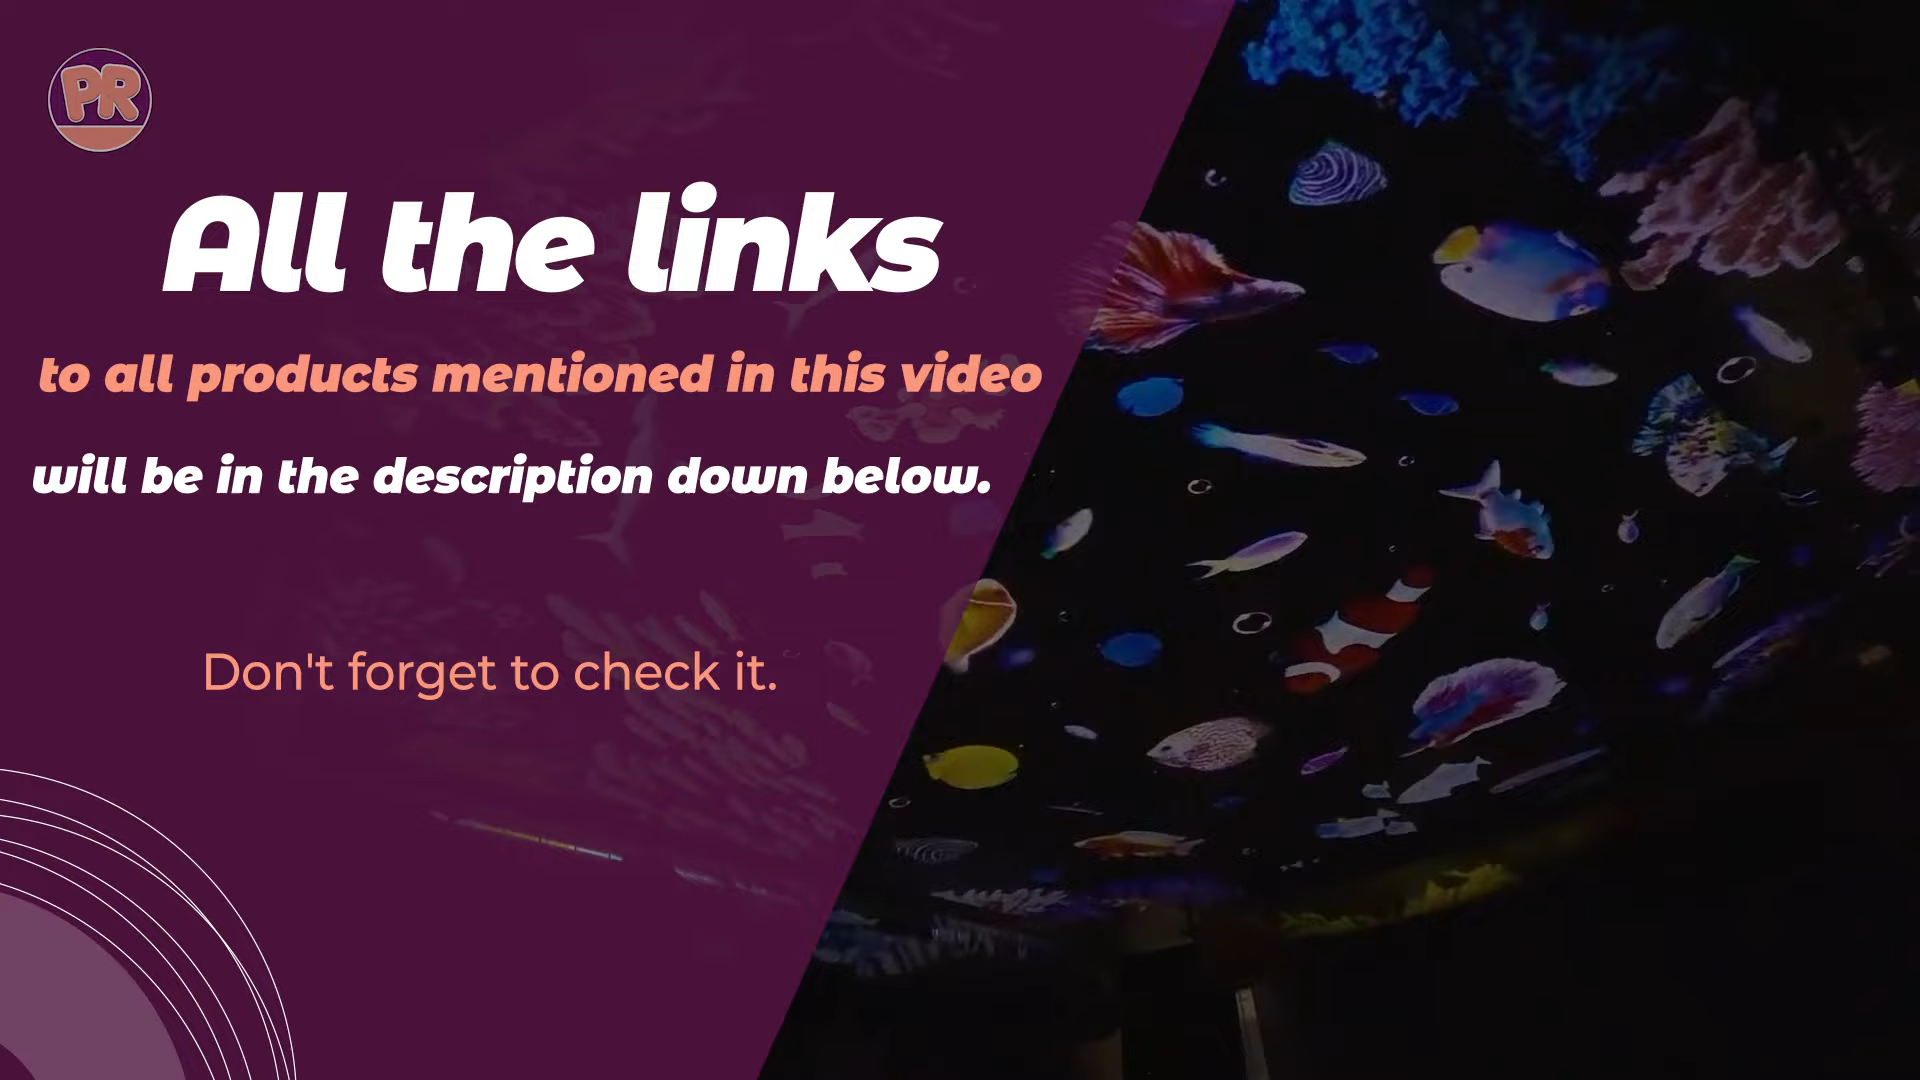 PR
All the links
to all products mentioned in this video
will be in the description down below.
Don't forget to check it.